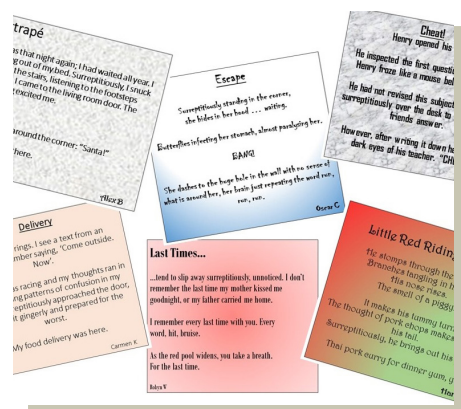 trapé
s that night again; I had waited all year. I
g out of my bed. Surreptitiously, I snuck
the stairs, listening to the footsteps
I came to the living room door. The
excited me.
around the corner: “Santa!”
here.
Alex B
Escape
Surreptitiously standing in the corner,
she hides in her hood ... waiting.
Butterflies infecting her stomach, almost paralysing her.
BANG!
She dashes to the huge hole in the wall with no sense of
what is around her, her brain just repeating the word run,
run, run.
Oscar C
Cheat!
Henry opened his
He inspected the first questi
Henry froze like a mouse bei
He had not revised this subject
surreptitiously over the desk to
friends answer.
However, after writing it down he
dark eyes of his teacher. “CHE
Delivery
rings. I see a text from an
mber saying, ‘Come outside.
Now’.
s racing and my thoughts ran in
ng patterns of confusion in my
reptitiously approached the door,
it gingerly and prepared for the
worst.
My food delivery was here.
Carmen K
Last Times...
...tend to slip away surreptitiously, unnoticed. I don't
remember the last time my mother kissed me
goodnight, or my father carried me home.
I remember every last time with you. Every
word, hit, bruise.
As the red pool widens, you take a breath.
For the last time.
Robyn V
Little Red Riding
He stomps through the
Branches tangling in h
His nose rises.
The smell of a piggy
It makes his tummy turn
The thought of pork chops makes
his tail.
Surreptitiously, he brings out his
Thai pork curry for dinner yum, y